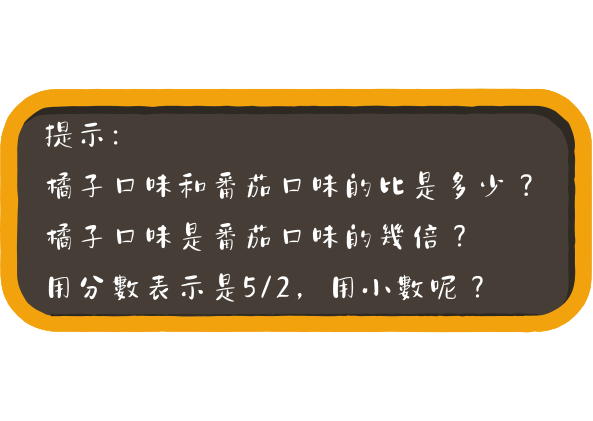 提示：
橘子口味和番茄口味的比是多少？
橘子口味是番茄口味的幾倍？
用分數表示是5/2，用小數呢？